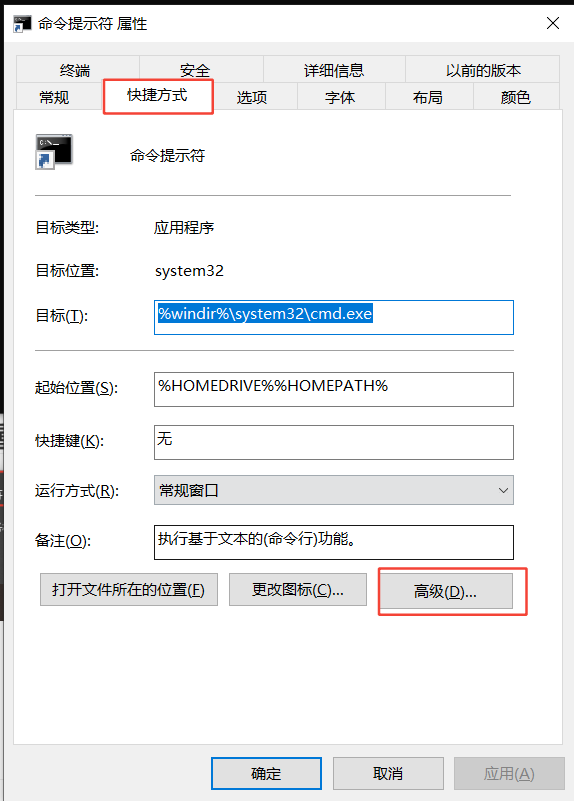 命令提示符 属性
终端 安全 详细信息 以前的版本
常规 快捷方式 选项 字体 布局 颜色
命令提示符
目标类型: 应用程序
目标位置: system32
目标(T): %windir%\system32\cmd.exe
起始位置(S): %HOMEDRIVE%%HOMEPATH%
快捷键(K): 无
运行方式(R): 常规窗口
备注(O): 执行基于文本的(命令行)功能。
打开文件所在的位置(F) 更改图标(C)... 高级(D)...
确定 取消 应用(A)